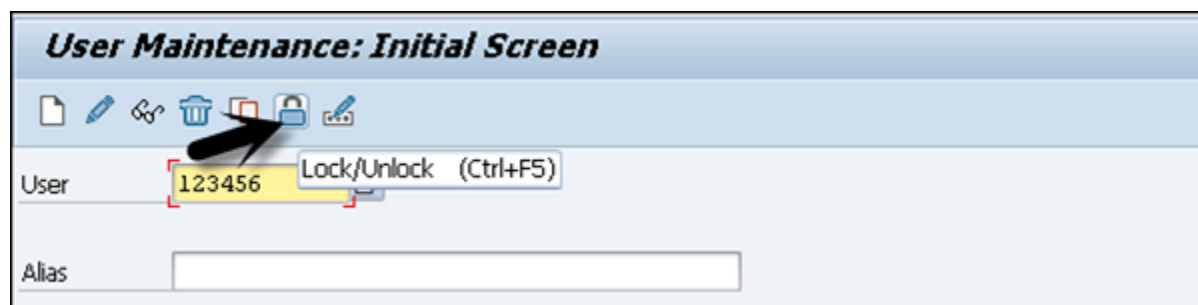 User Maintenance: Initial Screen
Lock/Unlock (Ctrl+F5)
User 123456
Alias